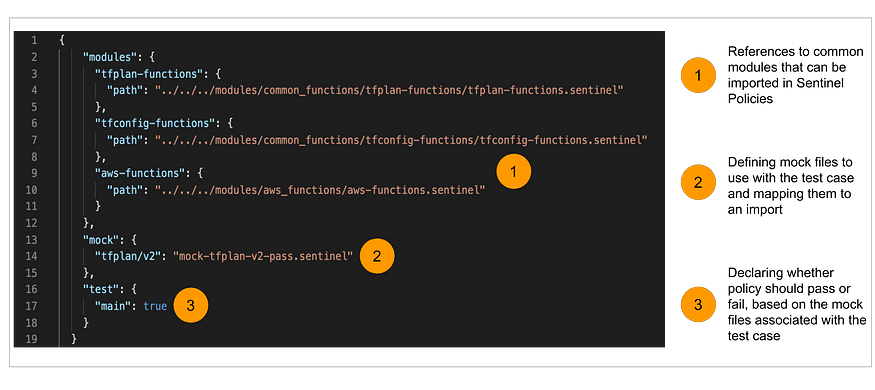 1 {
2 "modules": {
3 "tfplan-functions": {
4 "path": "../../../modules/common_functions/tfplan-functions/tfplan-functions.sentinel"
5 },
6 "tfconfig-functions": {
7 "path": "../../../modules/common_functions/tfconfig-functions/tfconfig-functions.sentinel"
8 },
9 "aws-functions": {
10 "path": "../../../modules/aws_functions/aws-functions.sentinel"
11 }
12 },
13 "mock": {
14 "tfplan/v2": "mock-tfplan-v2-pass.sentinel"
15 },
16 "test": {
17 "main": true
18 }
19 }
1
2
3
1
References to common
modules that can be
imported in Sentinel
Policies
2
Defining mock files to
use with the test case
and mapping them to
an import
3
Declaring whether
policy should pass or
fail, based on the mock
files associated with the
test case